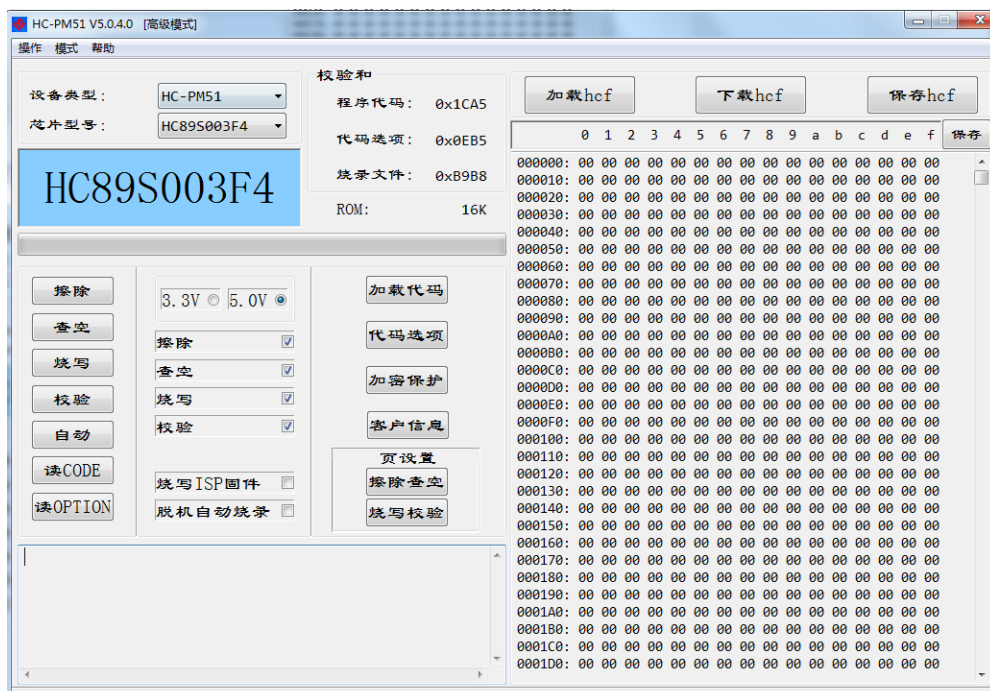 HC-PM51 V5.0.4.0 [高级模式]
操作 模式 帮助
设备类型: HC-PM51
芯片型号: HC89S003F4
HC89S003F4
校验和
程序代码: 0x1CA5
代码选项: 0x0EB5
烧录文件: 0xB9B8
ROM: 16K
加载hcf 下载hcf 保存hcf
0 1 2 3 4 5 6 7 8 9 a b c d e f 保存
擦除
查空
烧写
校验
自动
读CODE
读OPTION
3.3V 5.0V
擦除
查空
烧写
校验
烧写ISP固件
脱机自动烧录
加载代码
代码选项
加密保护
客户信息
页设置
擦除查空
烧写校验
000000: 00 00 00 00 00 00 00 00 00 00 00 00 00 00 00 00
000010: 00 00 00 00 00 00 00 00 00 00 00 00 00 00 00 00
000020: 00 00 00 00 00 00 00 00 00 00 00 00 00 00 00 00
000030: 00 00 00 00 00 00 00 00 00 00 00 00 00 00 00 00
000040: 00 00 00 00 00 00 00 00 00 00 00 00 00 00 00 00
000050: 00 00 00 00 00 00 00 00 00 00 00 00 00 00 00 00
000060: 00 00 00 00 00 00 00 00 00 00 00 00 00 00 00 00
000070: 00 00 00 00 00 00 00 00 00 00 00 00 00 00 00 00
000080: 00 00 00 00 00 00 00 00 00 00 00 00 00 00 00 00
000090: 00 00 00 00 00 00 00 00 00 00 00 00 00 00 00 00
0000A0: 00 00 00 00 00 00 00 00 00 00 00 00 00 00 00 00
0000B0: 00 00 00 00 00 00 00 00 00 00 00 00 00 00 00 00
0000C0: 00 00 00 00 00 00 00 00 00 00 00 00 00 00 00 00
0000D0: 00 00 00 00 00 00 00 00 00 00 00 00 00 00 00 00
0000E0: 00 00 00 00 00 00 00 00 00 00 00 00 00 00 00 00
0000F0: 00 00 00 00 00 00 00 00 00 00 00 00 00 00 00 00
000100: 00 00 00 00 00 00 00 00 00 00 00 00 00 00 00 00
000110: 00 00 00 00 00 00 00 00 00 00 00 00 00 00 00 00
000120: 00 00 00 00 00 00 00 00 00 00 00 00 00 00 00 00
000130: 00 00 00 00 00 00 00 00 00 00 00 00 00 00 00 00
000140: 00 00 00 00 00 00 00 00 00 00 00 00 00 00 00 00
000150: 00 00 00 00 00 00 00 00 00 00 00 00 00 00 00 00
000160: 00 00 00 00 00 00 00 00 00 00 00 00 00 00 00 00
000170: 00 00 00 00 00 00 00 00 00 00 00 00 00 00 00 00
000180: 00 00 00 00 00 00 00 00 00 00 00 00 00 00 00 00
000190: 00 00 00 00 00 00 00 00 00 00 00 00 00 00 00 00
0001A0: 00 00 00 00 00 00 00 00 00 00 00 00 00 00 00 00
0001B0: 00 00 00 00 00 00 00 00 00 00 00 00 00 00 00 00
0001C0: 00 00 00 00 00 00 00 00 00 00 00 00 00 00 00 00
0001D0: 00 00 00 00 00 00 00 00 00 00 00 00 00 00 00 00